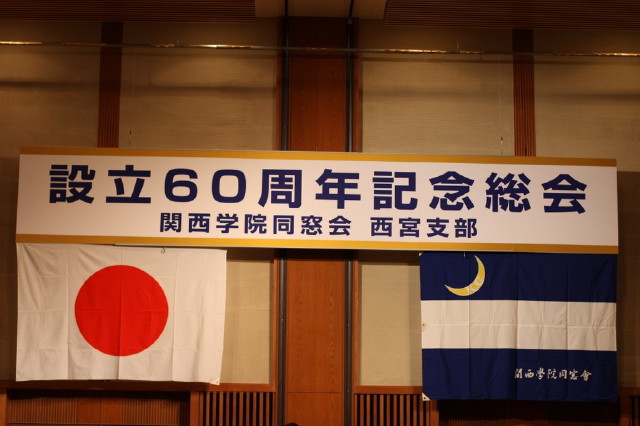 設立60周年記念総会
関西学院同窓会 西宮支部
関西學院同窓會